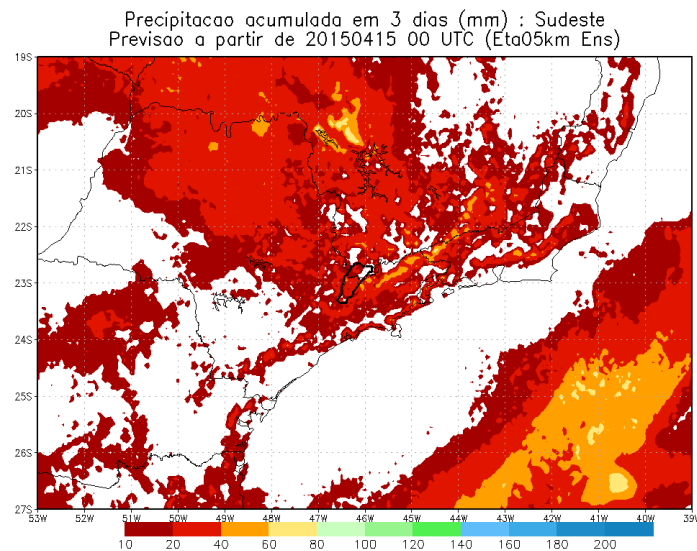 Precipitacao acumulada em 3 dias (mm) : Sudeste
Previsao a partir de 20150415 00 UTC (Eta05km Ens)
19S
20S
21S
22S
23S
24S
25S
26S
27S
53W 52W 51W 50W 49W 48W 47W 46W 45W 44W 43W 42W 41W 40W 39W
10 20 40 60 80 100 120 140 160 180 200